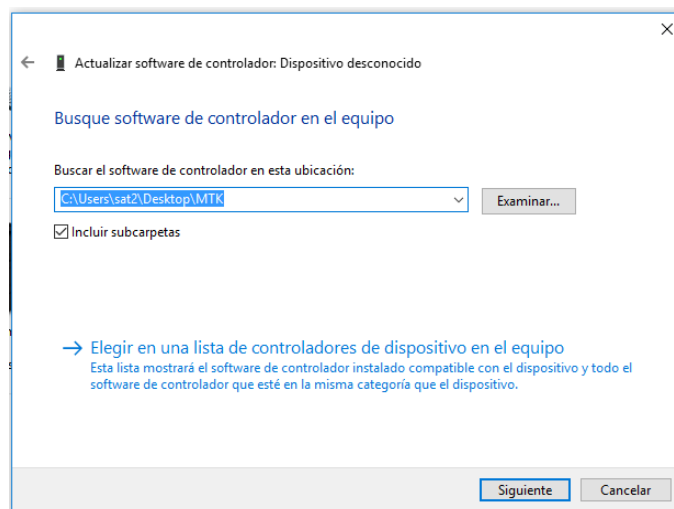 Actualizar software de controlador: Dispositivo desconocido
Busque software de controlador en el equipo
Buscar el software de controlador en esta ubicación:
C:\Users\sat2\Desktop\MTK
Examinar...
Incluir subcarpetas
Elegir en una lista de controladores de dispositivo en el equipo
Esta lista mostrará el software de controlador instalado compatible con el dispositivo y todo el
software de controlador que esté en la misma categoría que el dispositivo.
Siguiente
Cancelar